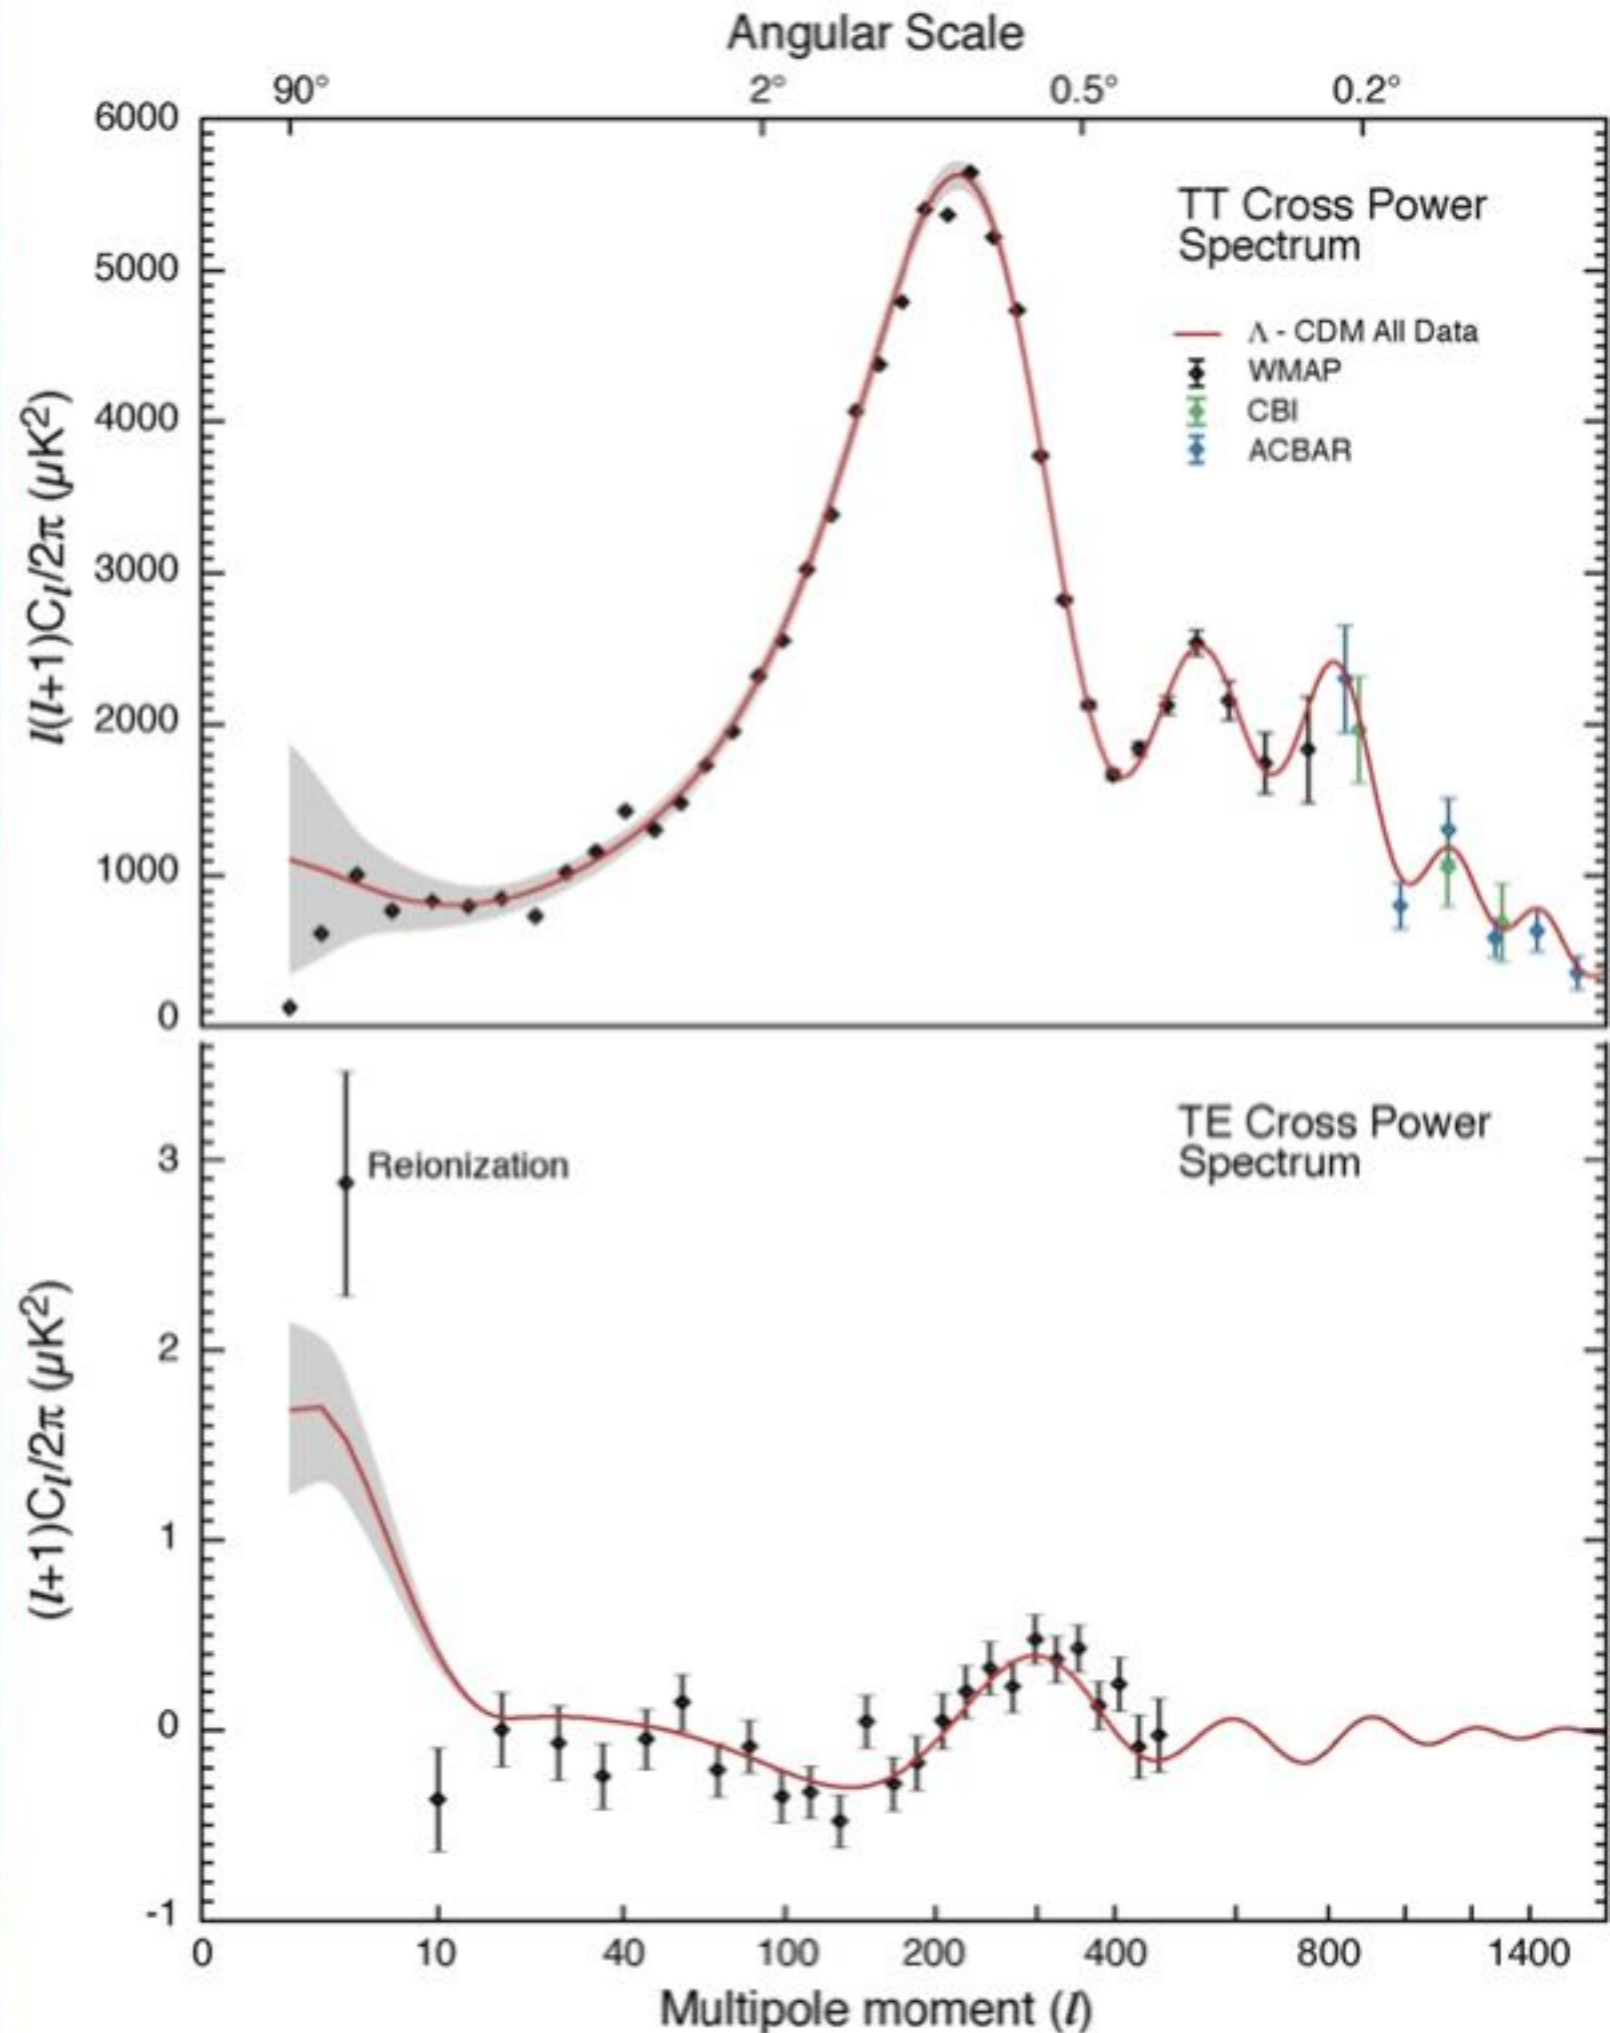 Angular Scale
90° 2° 0.5° 0.2°
6000
5000
4000
3000
2000
1000
0
l(l+1)Cl/2π (μK2)
TT Cross Power
Spectrum
Λ - CDM All Data
WMAP
CBI
ACBAR
Reionization
TE Cross Power
Spectrum
3
2
1
0
-1
(l+1)Cl/2π (μK2)
0 10 40 100 200 400 800 1400
Multipole moment (l)